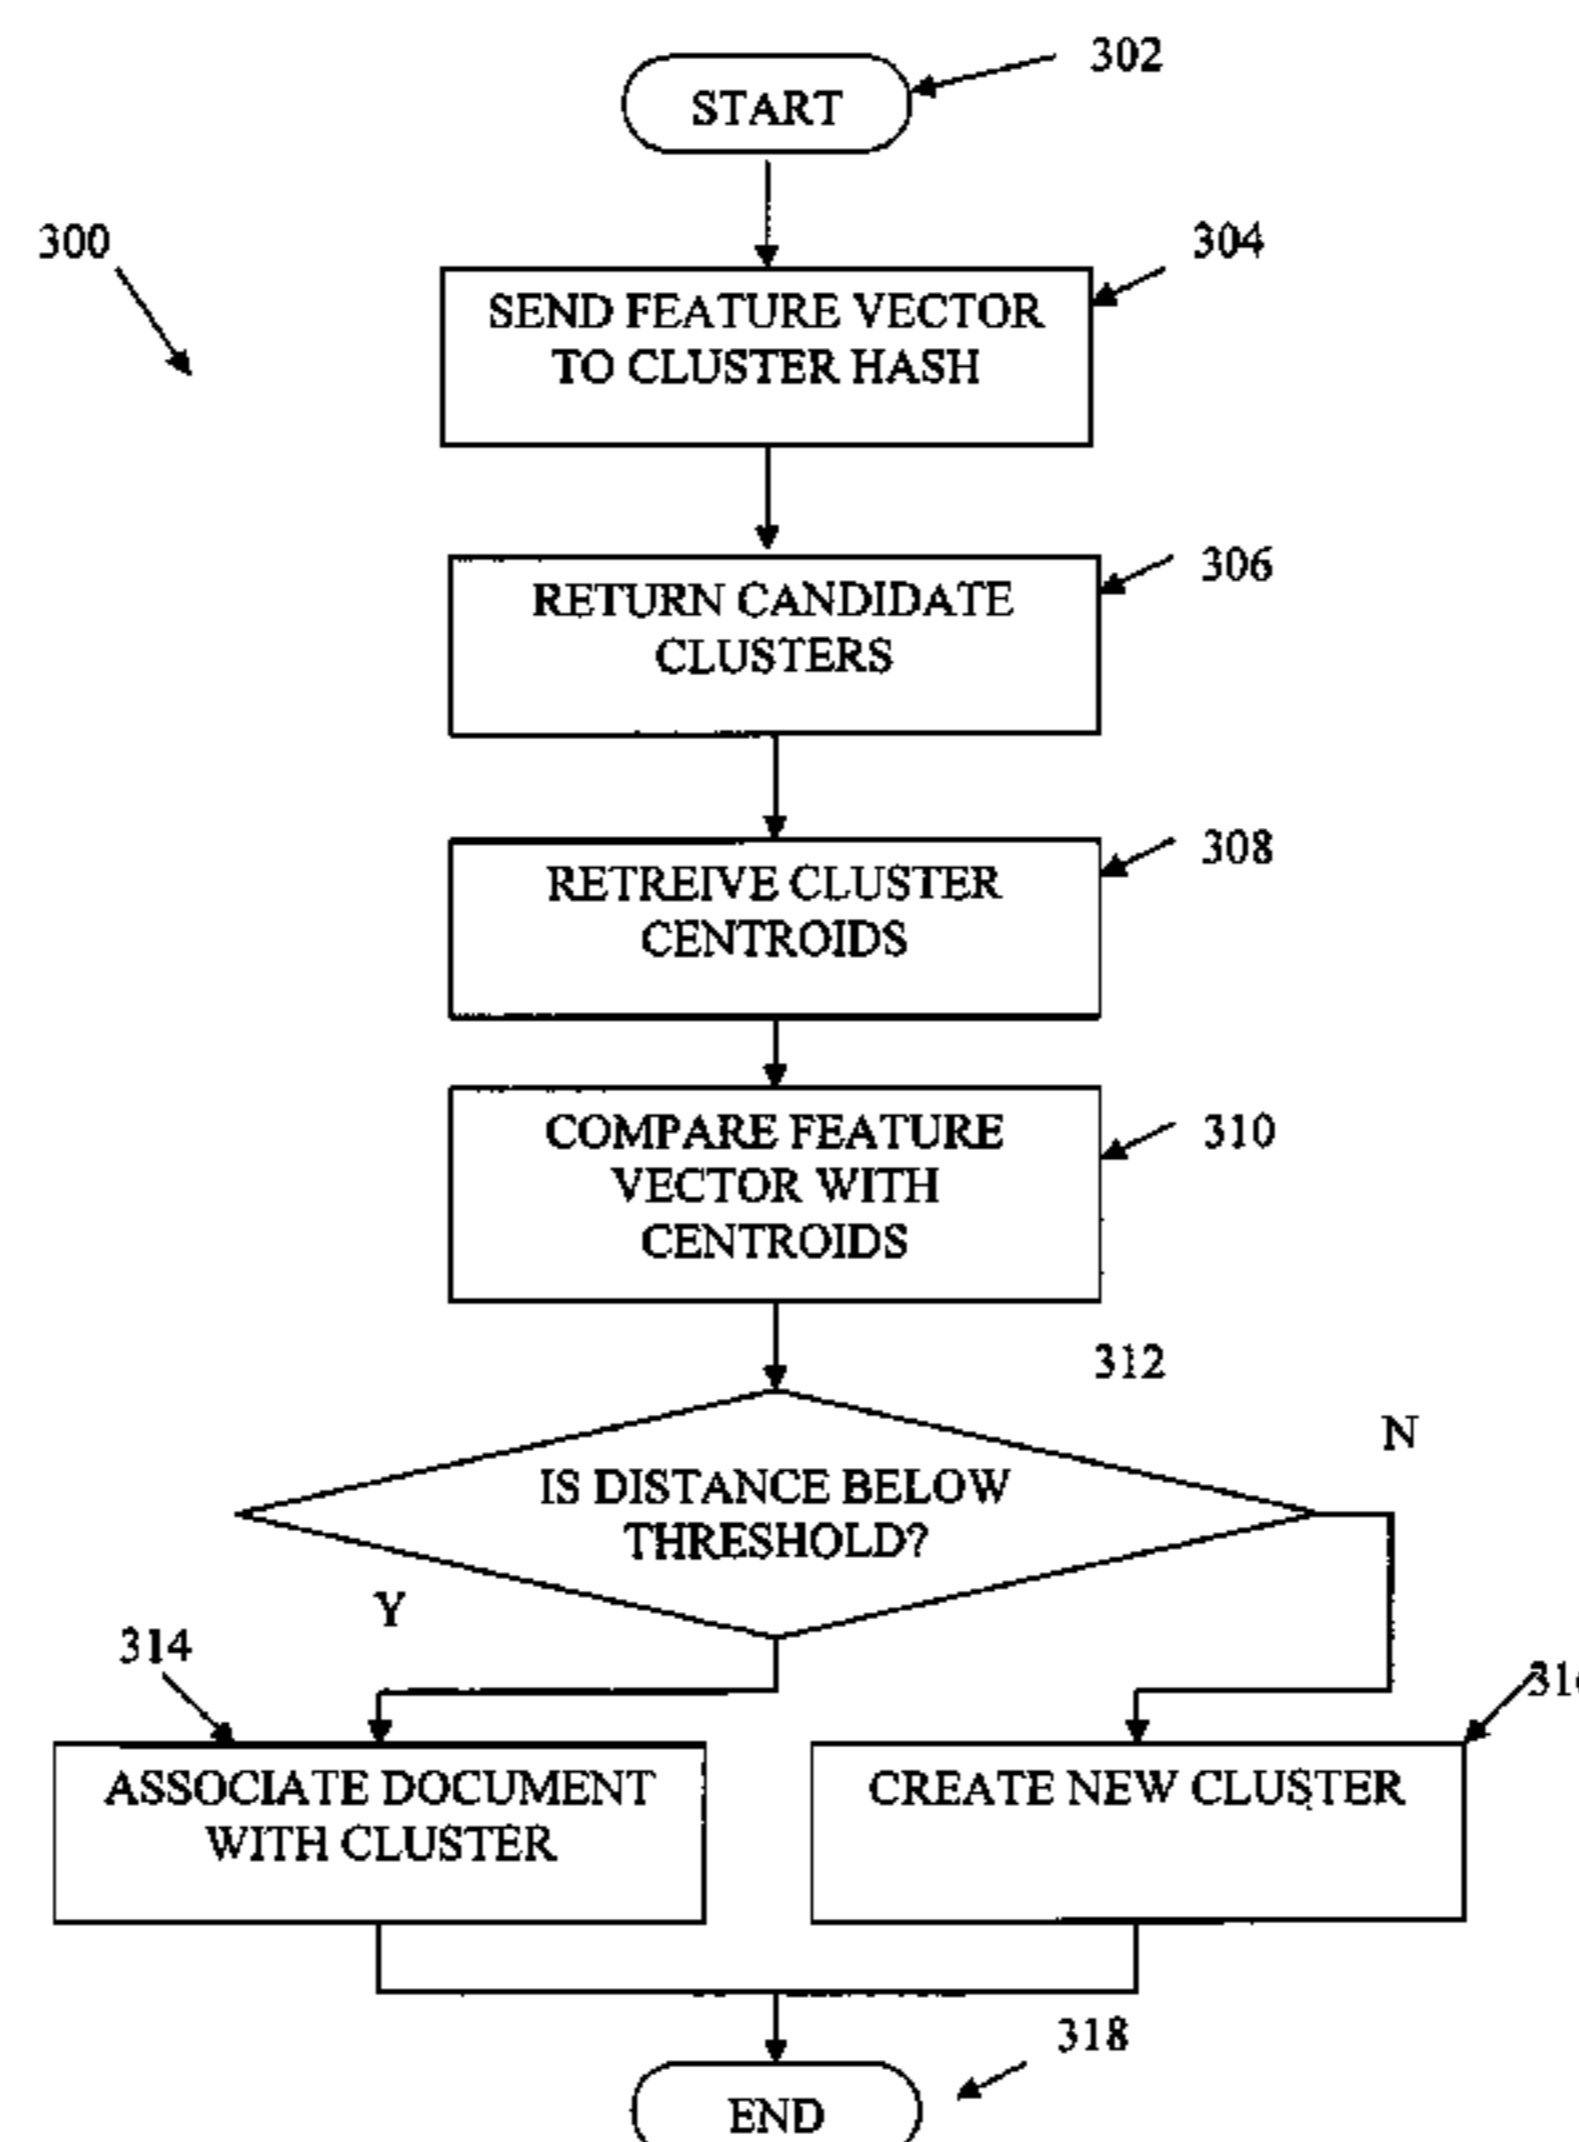 302
START
300
304
SEND FEATURE VECTOR
TO CLUSTER HASH
306
RETURN CANDIDATE
CLUSTERS
308
RETREIVE CLUSTER
CENTROIDS
310
COMPARE FEATURE
VECTOR WITH
CENTROIDS
312
N
IS DISTANCE BELOW
THRESHOLD?
Y
314
ASSOCIATE DOCUMENT
WITH CLUSTER
CREATE NEW CLUSTER
318
END